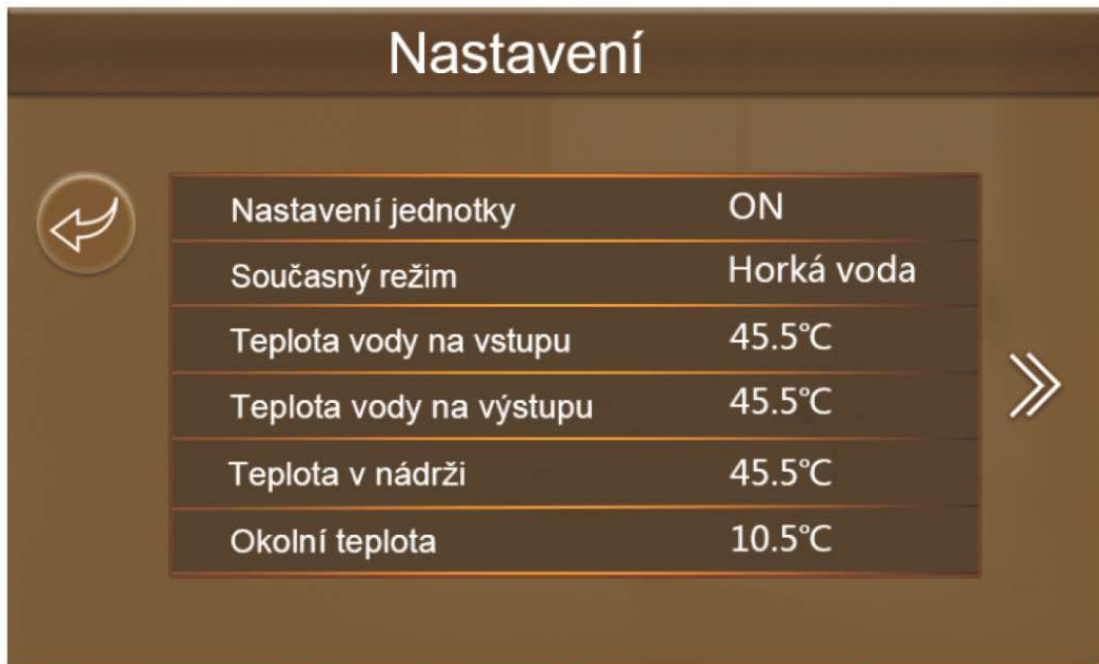 Nastavení
Nastavení jednotky ON
Současný režim Horká voda
Teplota vody na vstupu 45.5℃
Teplota vody na výstupu 45.5℃
Teplota v nádrži 45.5℃
Okolní teplota 10.5℃